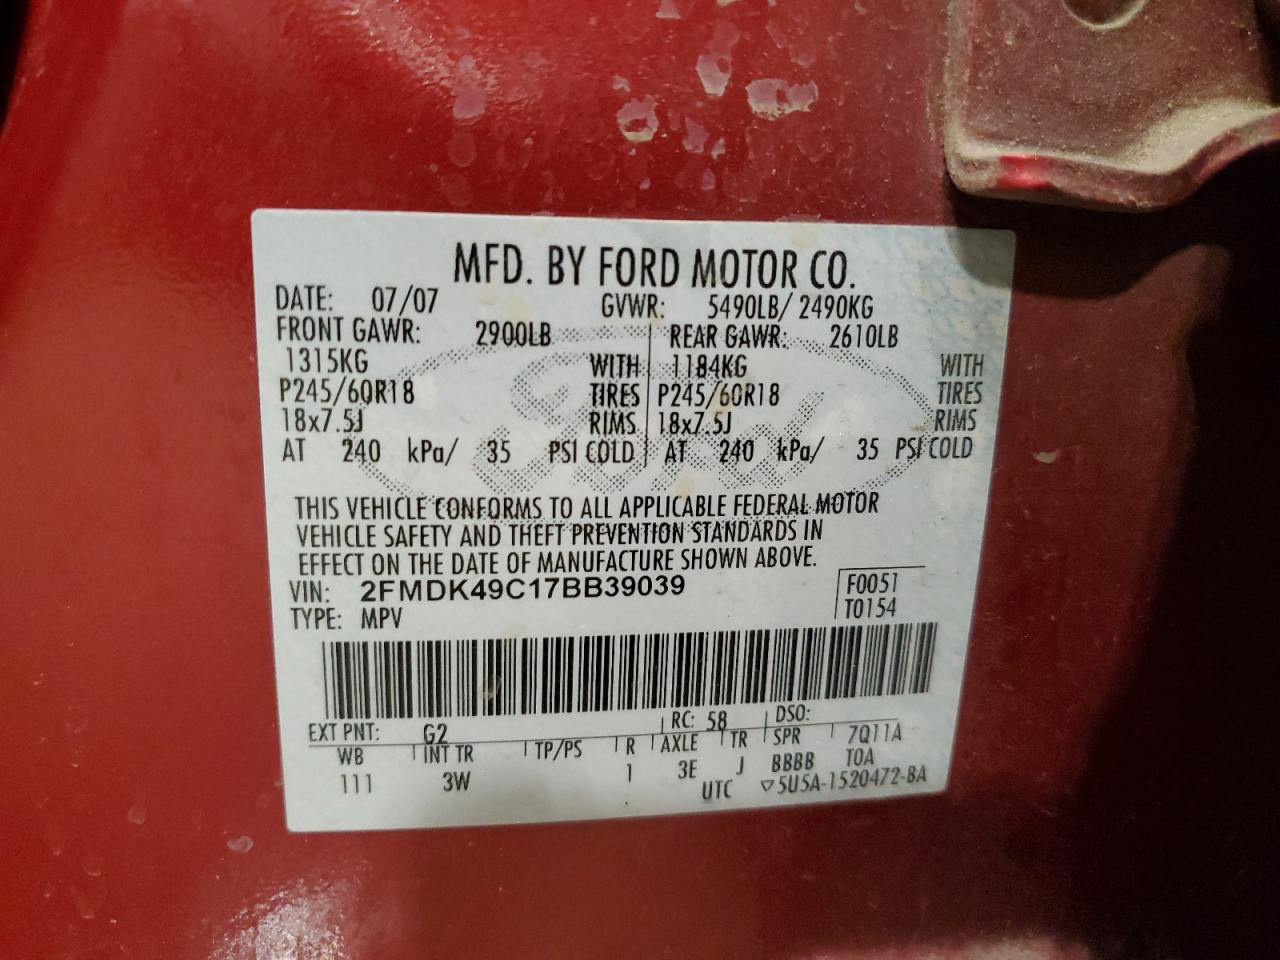 MFD. BY FORD MOTOR CO.
DATE: 07/07 GVWR: 5490LB/ 2490KG
FRONT GAWR: 2900LB REAR GAWR: 2610LB
1315KG WITH 1184KG WITH
P245/60R18 TIRES P245/60R18 TIRES
18x7.5J RIMS 18x7.5J RIMS
AT 240 kPa/ 35 PSI COLD AT 240 kPa/ 35 PSI COLD
THIS VEHICLE CONFORMS TO ALL APPLICABLE FEDERAL MOTOR
VEHICLE SAFETY AND THEFT PREVENTION STANDARDS IN
EFFECT ON THE DATE OF MANUFACTURE SHOWN ABOVE.
VIN: 2FMDK49C17BB39039 F0051
TYPE: MPV T0154
EXT PNT: G2 RC: 58 DSO:
WB INT TR TP/PS R AXLE TR SPR 7Q11A
111 3W 1 3E J BBBB TOA
UTC ▽5U5A-1520472-BA